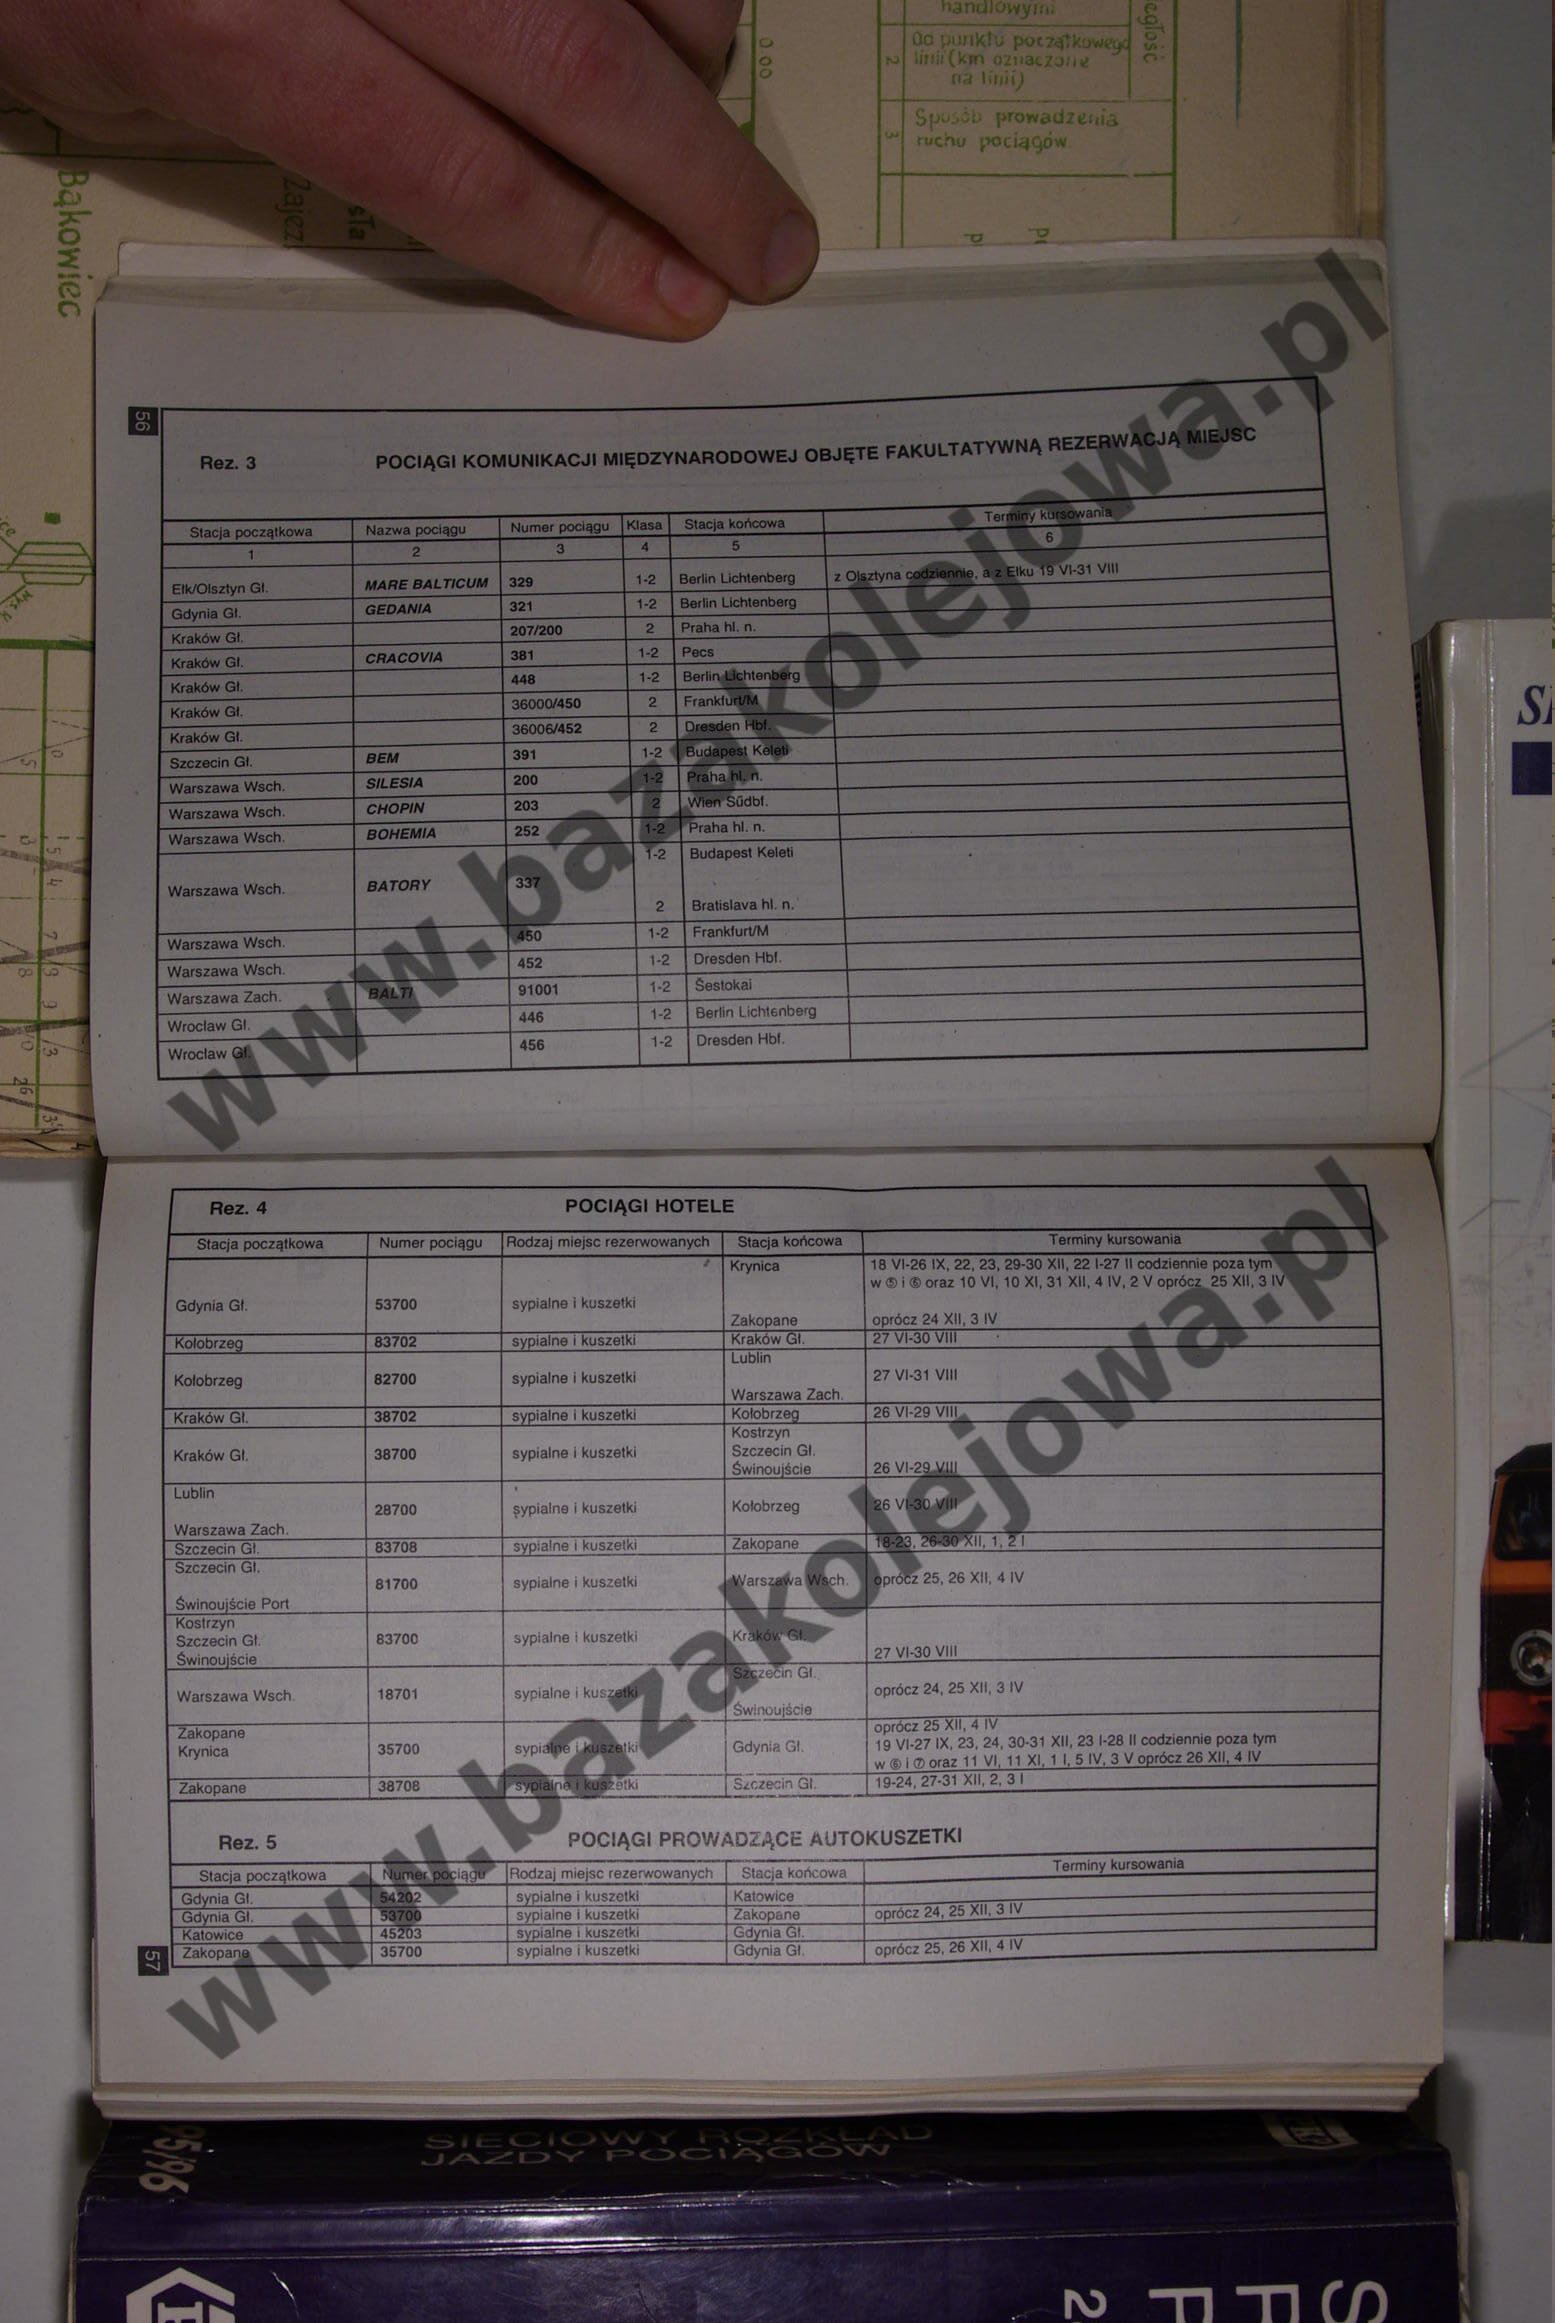 handlowymi
Od punktu początkowego
linii (km oznaczone
na linii)
2
Sposób prowadzenia
ruchu pociągów.
3
0.00
Bąkowiec
56
Rez. 3 POCIĄGI KOMUNIKACJI MIĘDZYNARODOWEJ OBJĘTE FAKULTATYWNĄ REZERWACJĄ MIEJSC
Stacja początkowa Nazwa pociągu Numer pociągu Klasa Stacja końcowa Terminy kursowania
1 2 3 4 5 6
Ełk/Olsztyn Gł. MARE BALTICUM 329 1-2 Berlin Lichtenberg z Olsztyna codziennie, a z Ełku 19 VI-31 VIII
Gdynia Gł. GEDANIA 321 1-2 Berlin Lichtenberg
Kraków Gł. 207/200 2 Praha hl. n.
Kraków Gł. CRACOVIA 381 1-2 Pecs
Kraków Gł. 448 1-2 Berlin Lichtenberg
Kraków Gł. 36000/450 2 Frankfurt/M
Kraków Gł. 36006/452 2 Dresden Hbf.
Szczecin Gł. BEM 391 1-2 Budapest Keleti
Warszawa Wsch. SILESIA 200 1-2 Praha hl. n.
Warszawa Wsch. CHOPIN 203 2 Wien Südbf.
Warszawa Wsch. BOHEMIA 252 1-2 Praha hl. n.
Warszawa Wsch. BATORY 337 1-2 Budapest Keleti
2 Bratislava hl. n.
Warszawa Wsch. 450 1-2 Frankfurt/M
Warszawa Wsch. 452 1-2 Dresden Hbf.
Warszawa Zach. BALTI 91001 1-2 Šestokai
Wrocław Gł. 446 1-2 Berlin Lichtenberg
Wrocław Gł. 456 1-2 Dresden Hbf.
www.bazakolejowa.pl
Rez. 4 POCIĄGI HOTELE
Stacja początkowa Numer pociągu Rodzaj miejsc rezerwowanych Stacja końcowa Terminy kursowania
Krynica 18 VI-26 IX, 22, 23, 29-30 XII, 22 I-27 II codziennie poza tym
w ⑤ i ⑥ oraz 10 VI, 10 XI, 31 XII, 4 IV, 2 V oprócz 25 XII, 3 IV
Gdynia Gł. 53700 sypialne i kuszetki
Zakopane oprócz 24 XII, 3 IV
Kołobrzeg 83702 sypialne i kuszetki Kraków Gł. 27 VI-30 VIII
Lublin
Kołobrzeg 82700 sypialne i kuszetki 27 VI-31 VIII
Warszawa Zach.
Kraków Gł. 38702 sypialne i kuszetki Kołobrzeg 26 VI-29 VIII
Kostrzyn
Kraków Gł. 38700 sypialne i kuszetki Szczecin Gł.
Świnoujście 26 VI-29 VIII
Lublin
28700 sypialne i kuszetki Kołobrzeg 26 VI-30 VIII
Warszawa Zach.
Szczecin Gł. 83708 sypialne i kuszetki Zakopane 18-23, 26-30 XII, 1, 2 I
Szczecin Gł.
81700 sypialne i kuszetki Warszawa Wsch. oprócz 25, 26 XII, 4 IV
Świnoujście Port
Kostrzyn
Szczecin Gł. 83700 sypialne i kuszetki Kraków Gł.
Świnoujście 27 VI-30 VIII
Szczecin Gł.
Warszawa Wsch. 18701 sypialne i kuszetki oprócz 24, 25 XII, 3 IV
Świnoujście
Zakopane oprócz 25 XII, 4 IV
Krynica 35700 sypialne i kuszetki Gdynia Gł. 19 VI-27 IX, 23, 24, 30-31 XII, 23 I-28 II codziennie poza tym
w ⑥ i ⑦ oraz 11 VI, 11 XI, 1 I, 5 IV, 3 V oprócz 26 XII, 4 IV
Zakopane 38708 sypialne i kuszetki Szczecin Gł. 19-24, 27-31 XII, 2, 3 I
Rez. 5 POCIĄGI PROWADZĄCE AUTOKUSZETKI
Stacja początkowa Numer pociągu Rodzaj miejsc rezerwowanych Stacja końcowa Terminy kursowania
Gdynia Gł. 54202 sypialne i kuszetki Katowice
Gdynia Gł. 53700 sypialne i kuszetki Zakopane oprócz 24, 25 XII, 3 IV
Katowice 45203 sypialne i kuszetki Gdynia Gł.
Zakopane 35700 sypialne i kuszetki Gdynia Gł. oprócz 25, 26 XII, 4 IV
57
www.bazakolejowa.pl
95/96
SIECIOWY ROZKŁAD
JAZDY POCIĄGÓW